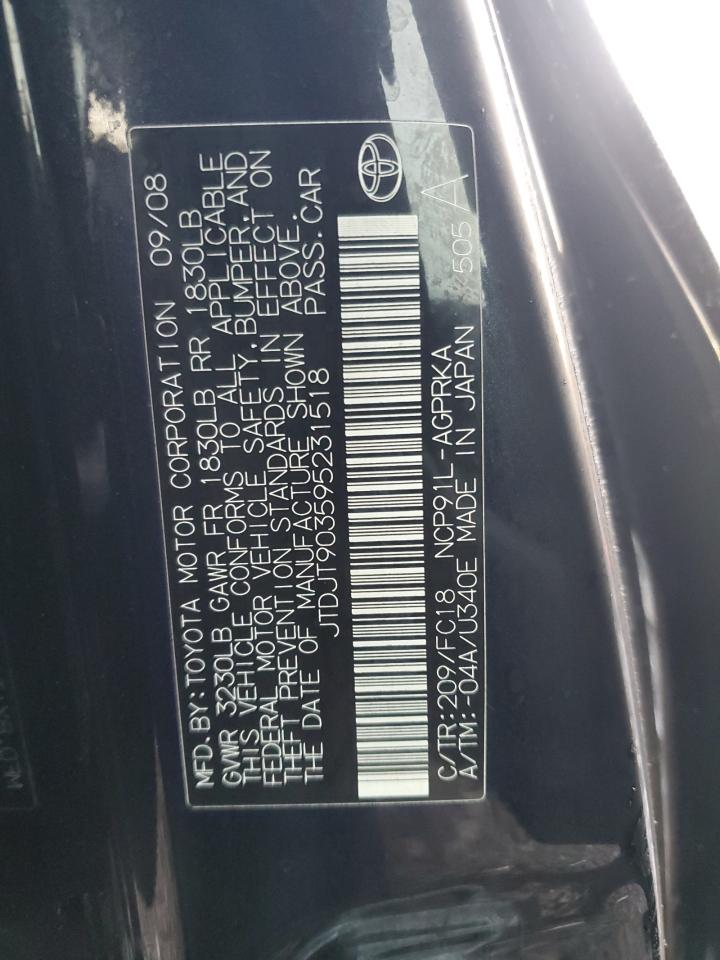 MFD. BY: TOYOTA MOTOR CORPORATION 09/08
GVWR 3230LB GAWR FR 1830LB RR 1830LB
THIS VEHICLE CONFORMS TO ALL APPLICABLE
FEDERAL MOTOR VEHICLE SAFETY, BUMPER, AND
THEFT PREVENTION STANDARDS IN EFFECT ON
THE DATE OF MANUFACTURE SHOWN ABOVE.
JTDJT903595231518 PASS. CAR
C/TR: 209/FC18 NCP91L-AGPRKA
A/TM: -04A/U340E MADE IN JAPAN 505 A